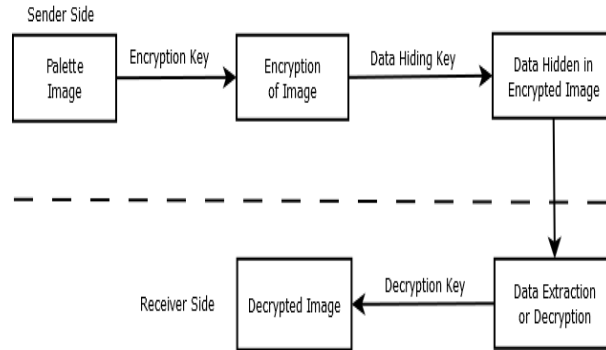 Sender Side
Palette
Image
Encryption Key
Encryption
of Image
Data Hiding Key
Data Hidden in
Encrypted Image
Receiver Side
Decrypted Image
Decryption Key
Data Extraction
or Decryption